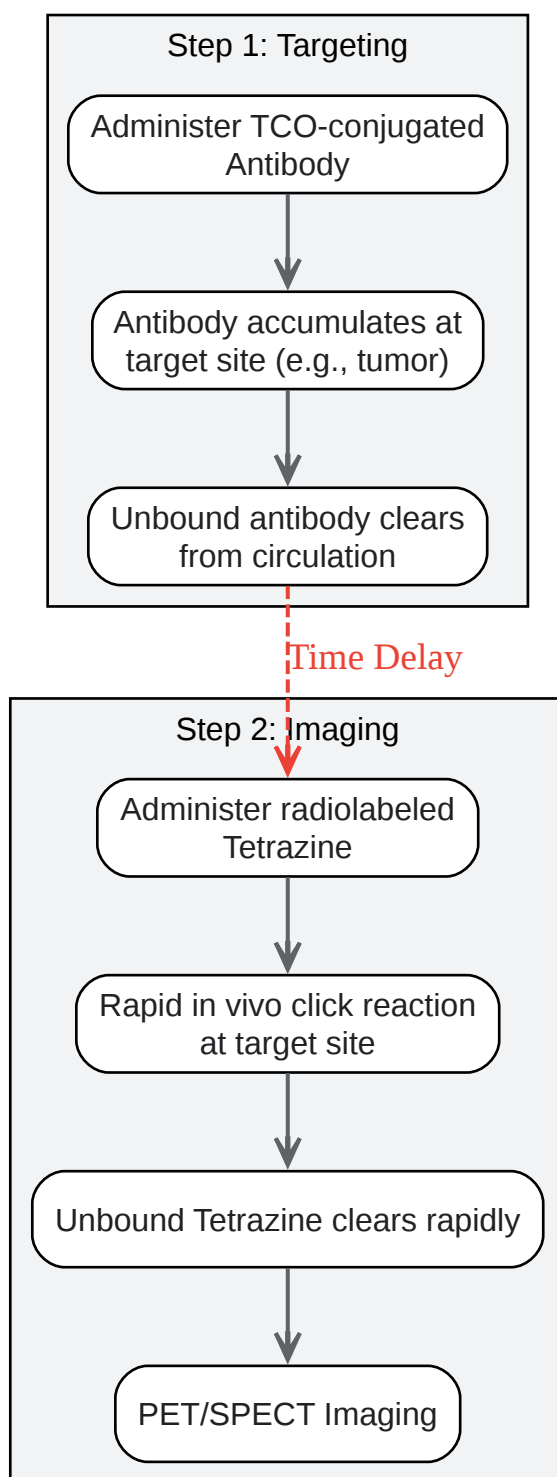 Step 1: Targeting
Administer TCO-conjugated
Antibody
Antibody accumulates at
target site (e.g., tumor)
Unbound antibody clears
from circulation
Time Delay
Step 2: Imaging
Administer radiolabeled
Tetrazine
Rapid in vivo click reaction
at target site
Unbound Tetrazine clears rapidly
PET/SPECT Imaging